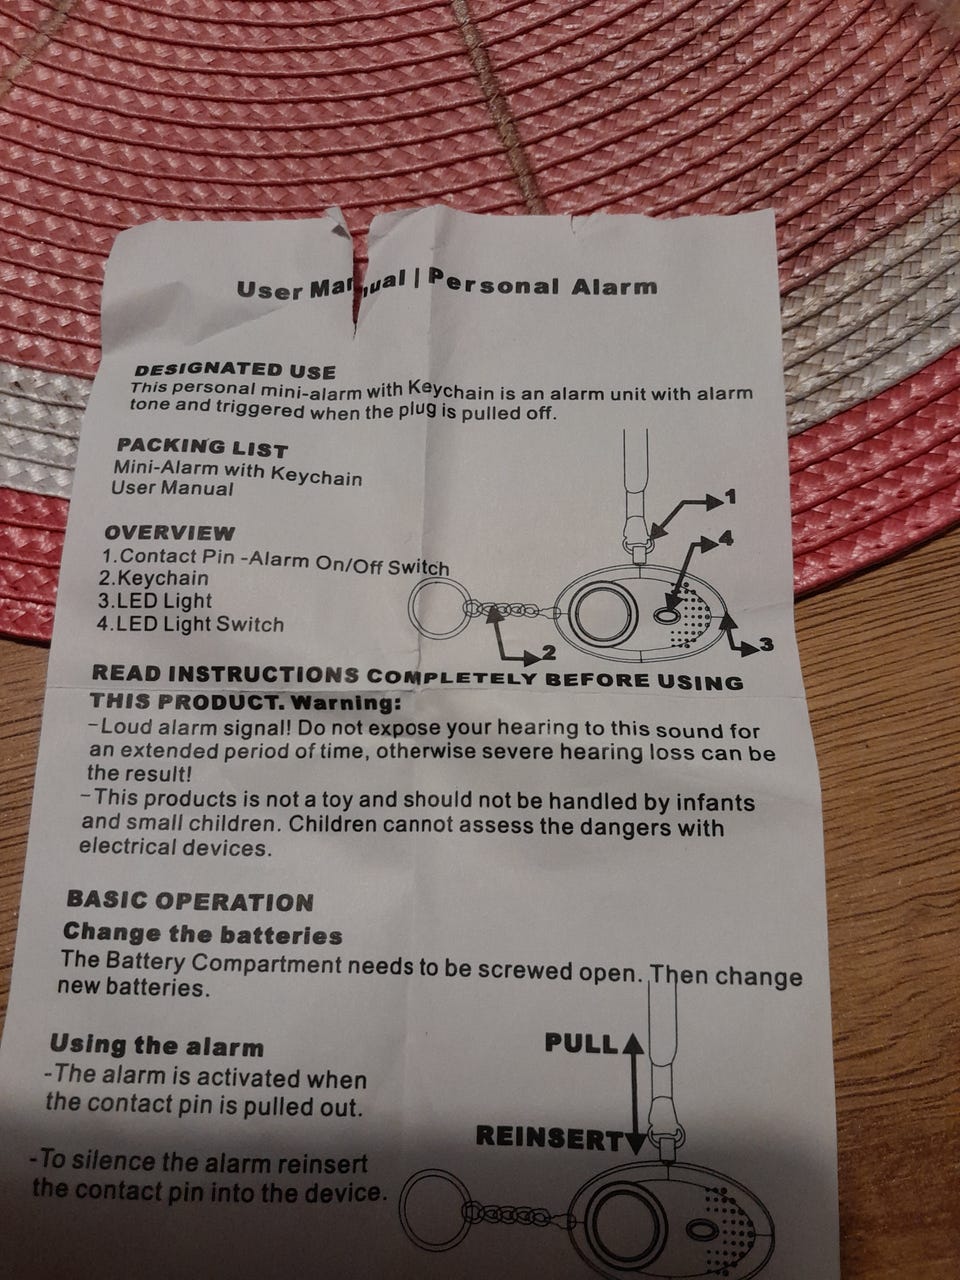 User Manual | Personal Alarm
DESIGNATED USE
This personal mini-alarm with Keychain is an alarm unit with alarm
tone and triggered when the plug is pulled off.
PACKING LIST
Mini-Alarm with Keychain
User Manual
OVERVIEW
1.Contact Pin -Alarm On/Off Switch
2.Keychain
3.LED Light
4.LED Light Switch
1
4
2
3
READ INSTRUCTIONS COMPLETELY BEFORE USING
THIS PRODUCT. Warning:
-Loud alarm signal! Do not expose your hearing to this sound for
an extended period of time, otherwise severe hearing loss can be
the result!
-This products is not a toy and should not be handled by infants
and small children. Children cannot assess the dangers with
electrical devices.
BASIC OPERATION
Change the batteries
The Battery Compartment needs to be screwed open. Then change
new batteries.
Using the alarm
-The alarm is activated when
the contact pin is pulled out.
-To silence the alarm reinsert
the contact pin into the device.
PULL
REINSERT